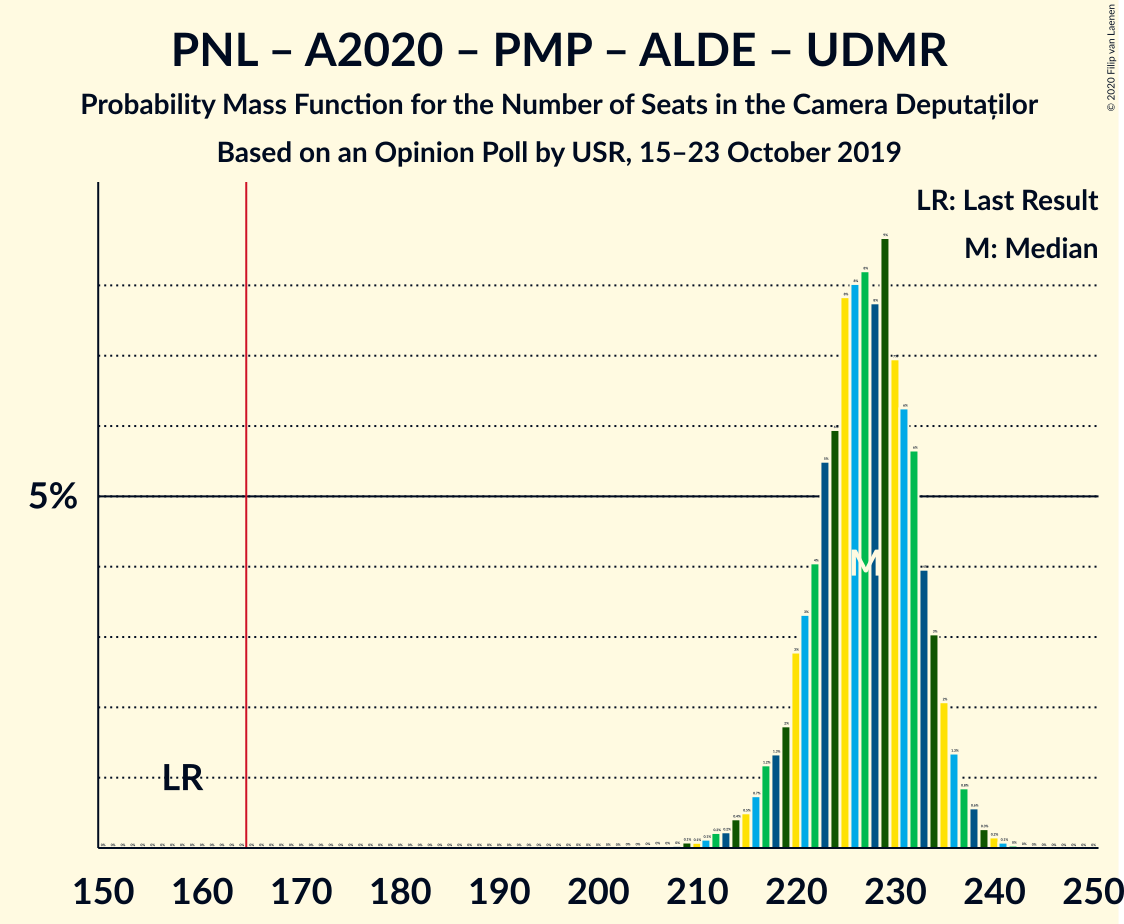 PNL – A2020 – PMP – ALDE – UDMR
Probability Mass Function for the Number of Seats in the Camera Deputaților
Based on an Opinion Poll by USR, 15–23 October 2019
© 2020 Filip van Laenen
LR: Last Result
M: Median
5%
M
LR
150 160 170 180 190 200 210 220 230 240 250